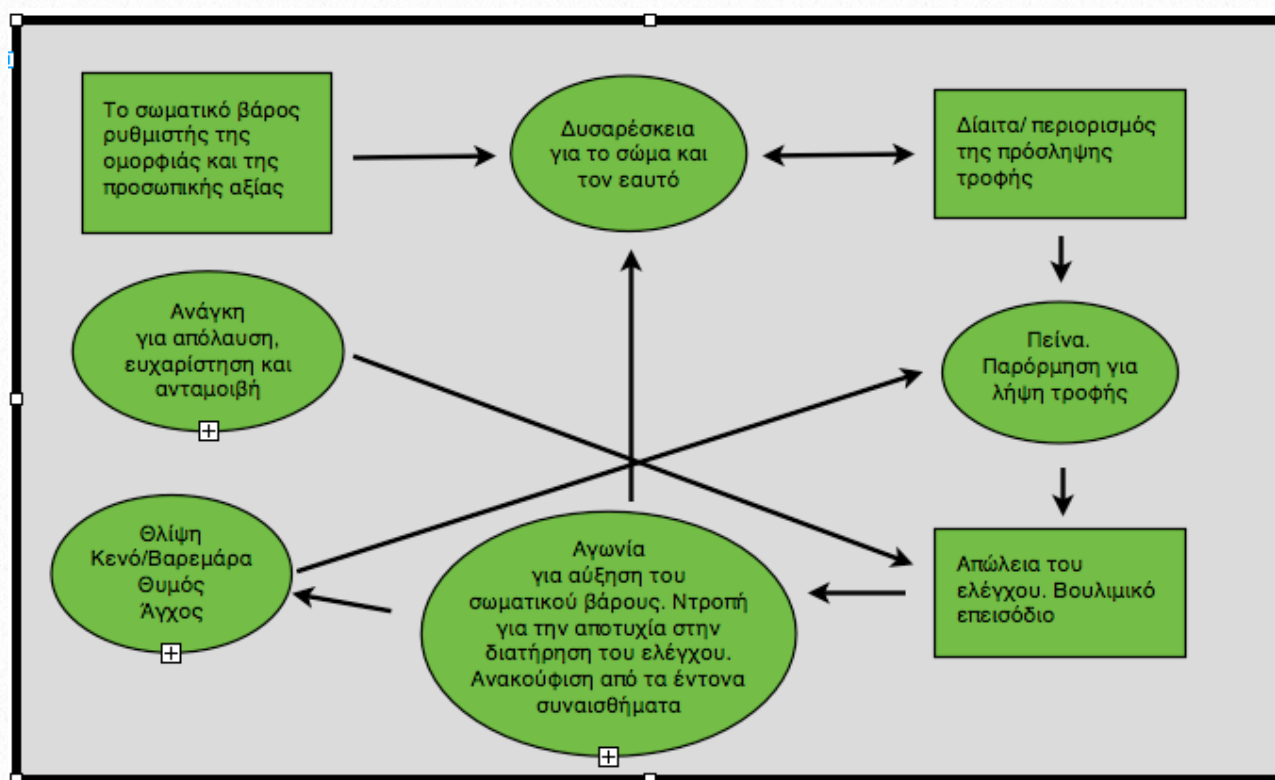 Το σωματικό βάρος
ρυθμιστής της
ομορφιάς και της
προσωπικής αξίας
Δυσαρέσκεια
για το σώμα και
τον εαυτό
Δίαιτα/ περιορισμός
της πρόσληψης
τροφής
Ανάγκη
για απόλαυση,
ευχαρίστηση και
ανταμοιβή
Πείνα.
Παρόρμηση για
λήψη τροφής
Θλίψη
Κενό/Βαρεμάρα
Θυμός
Άγχος
Αγωνία
για αύξηση του
σωματικού βάρους. Ντροπή
για την αποτυχία στην
διατήρηση του ελέγχου.
Ανακούφιση από τα έντονα
συναισθήματα
Απώλεια του
ελέγχου. Βουλιμικό
επεισόδιο